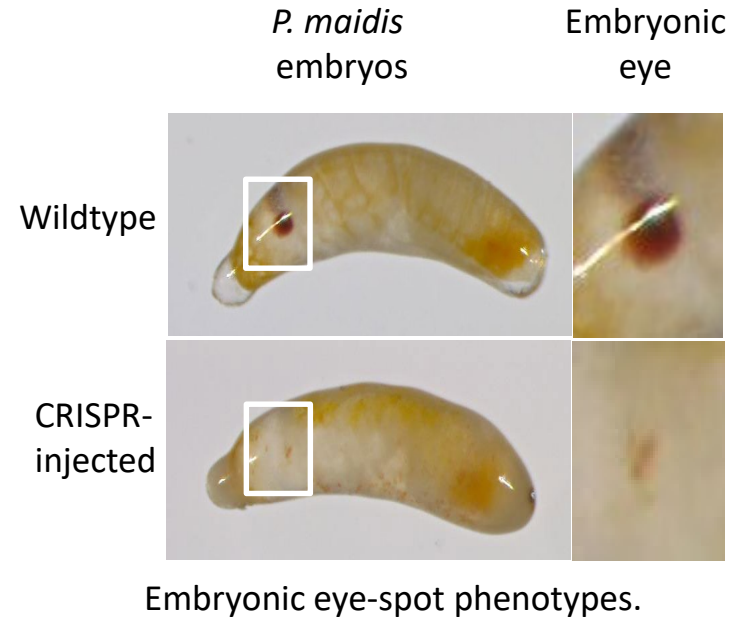 P. maidis
embryos
Embryonic
eye
Wildtype
CRISPR-
injected
Embryonic eye-spot phenotypes.